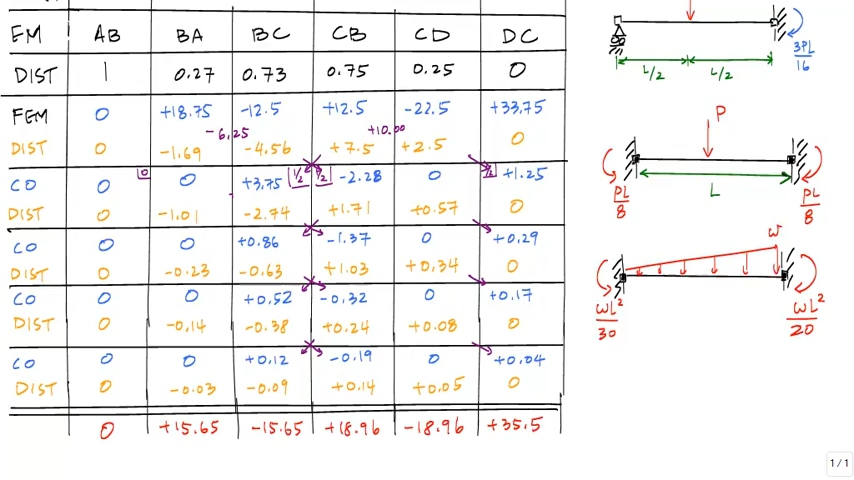 EM AB BA BC CB CD DC
DIST 1 0.27 0.73 0.75 0.25 0
FEM 0 +18.75 -12.5 +12.5 -22.5 +33.75
-6.25 +10.00
DIST 0 -1.69 -4.56 +7.5 +2.5 0
CO 0 0 0 +3.75 1/2 1/2 -2.28 0 1/2 +1.25
DIST 0 -1.01 -2.74 +1.71 +0.57 0
CO 0 0 +0.86 -1.37 0 +0.29
DIST 0 -0.23 -0.63 +1.03 +0.34 0
CO 0 0 +0.52 -0.32 0 +0.17
DIST 0 -0.14 -0.38 +0.24 +0.08 0
CO 0 0 +0.12 -0.19 0 +0.04
DIST 0 -0.03 -0.09 +0.14 +0.05 0
0 +15.65 -15.65 +18.96 -18.96 +35.5
3PL/16
L/2 L/2
P
PL/8 L PL/8
W
WL²/30 WL²/20
1/1